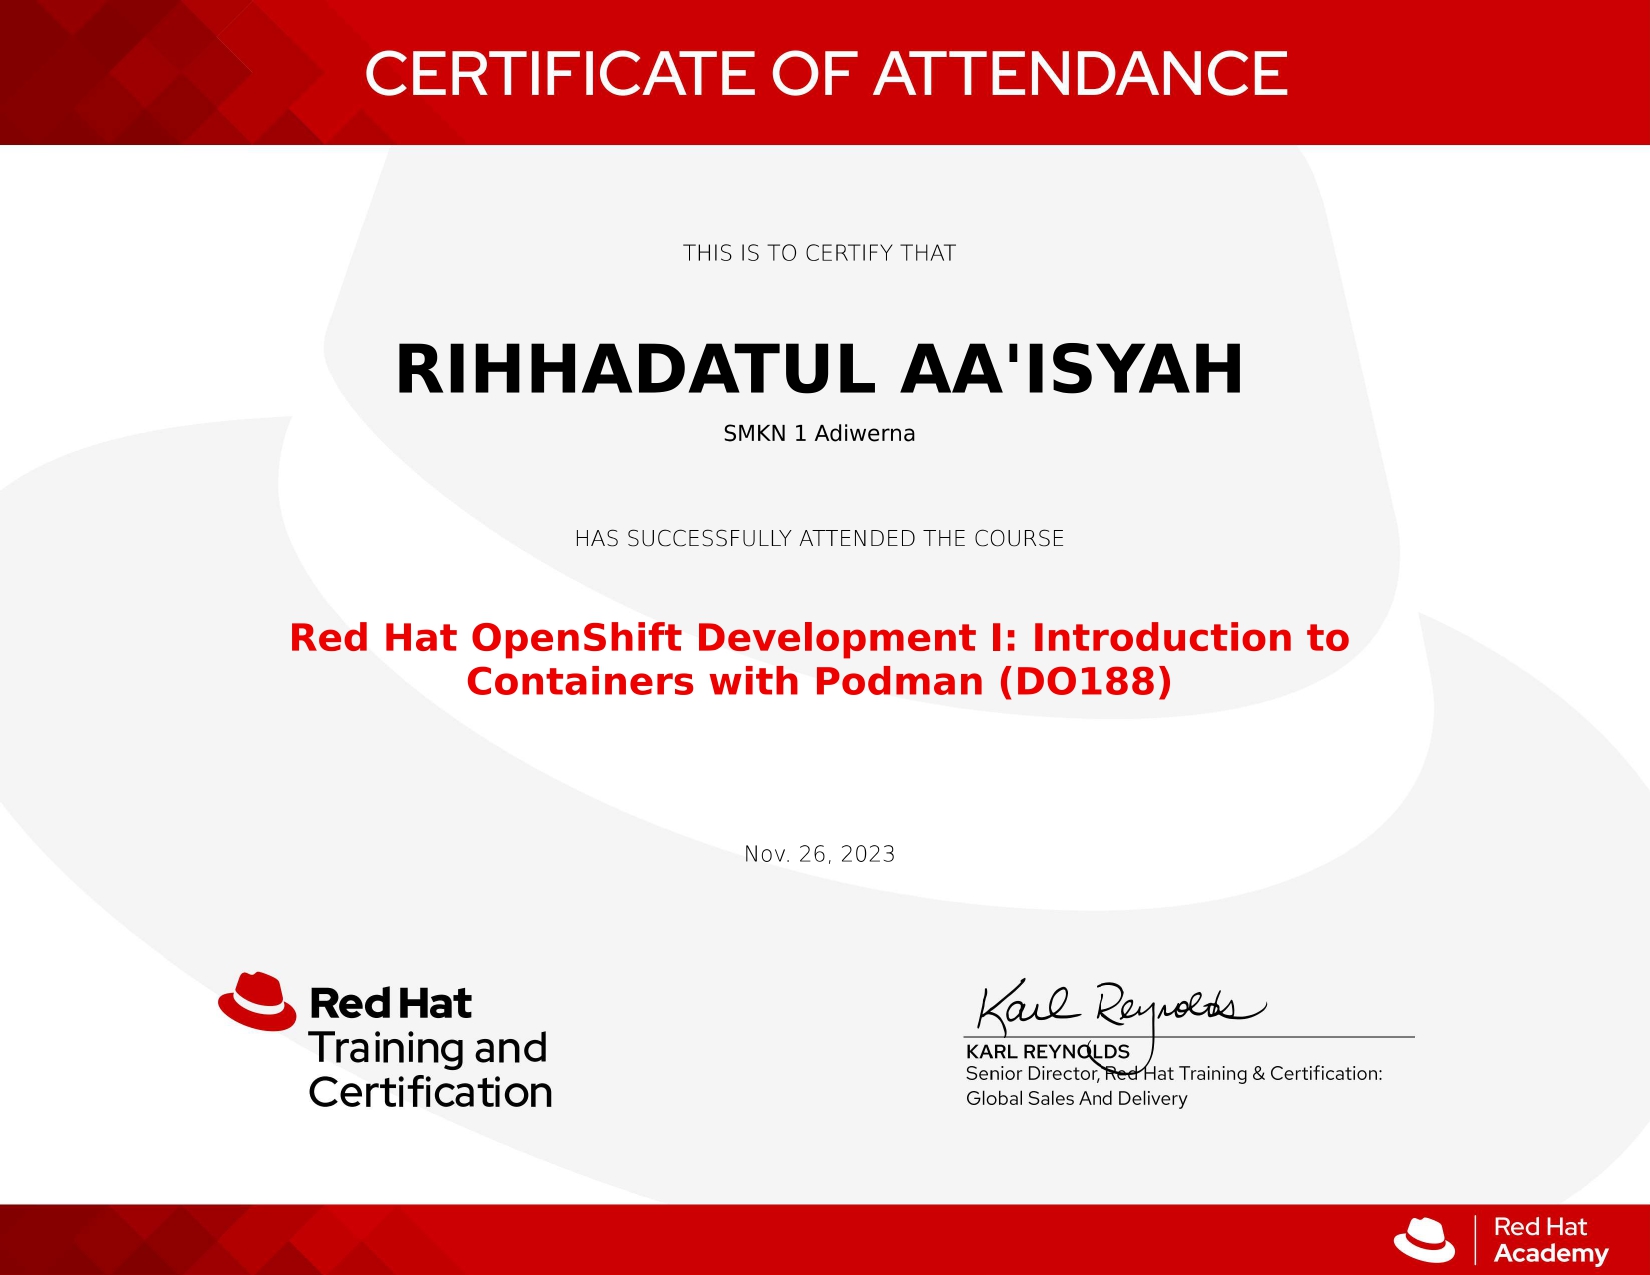 CERTIFICATE OF ATTENDANCE
THIS IS TO CERTIFY THAT
RIHHADATUL AA'ISYAH
SMKN 1 Adiwerna
HAS SUCCESSFULLY ATTENDED THE COURSE
Red Hat OpenShift Development I: Introduction to
Containers with Podman (DO188)
Nov. 26, 2023
Red Hat
Training and
Certification
Karl Reynolds
KARL REYNOLDS
Senior Director, Red Hat Training & Certification:
Global Sales And Delivery
Red Hat
Academy